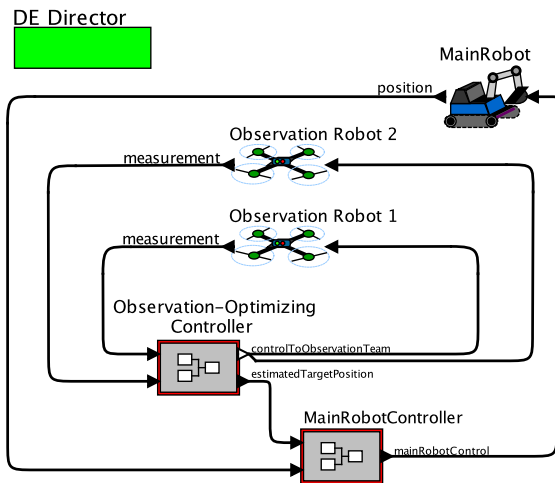 DE Director
MainRobot
position
Observation Robot 2
measurement
Observation Robot 1
measurement
Observation-Optimizing
Controller
controlToObservationTeam
estimatedTargetPosition
MainRobotController
mainRobotControl